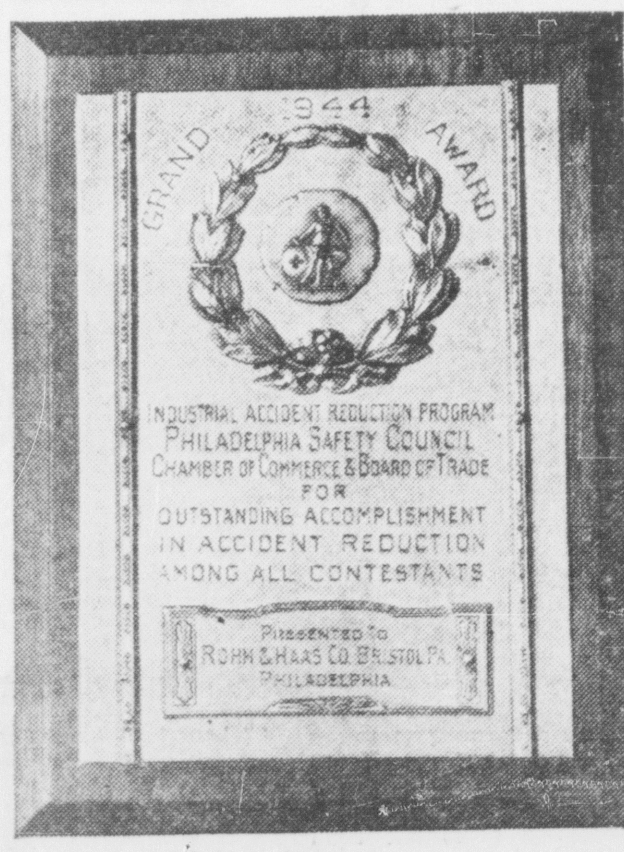 1944
GRAND AWARD
INDUSTRIAL ACCIDENT REDUCTION PROGRAM
PHILADELPHIA SAFETY COUNCIL
CHAMBER OF COMMERCE & BOARD OF TRADE
FOR
OUTSTANDING ACCOMPLISHMENT
IN ACCIDENT REDUCTION
AMONG ALL CONTESTANTS
PRESENTED TO
ROHM & HAAS CO. BRISTOL PA.
PHILADELPHIA